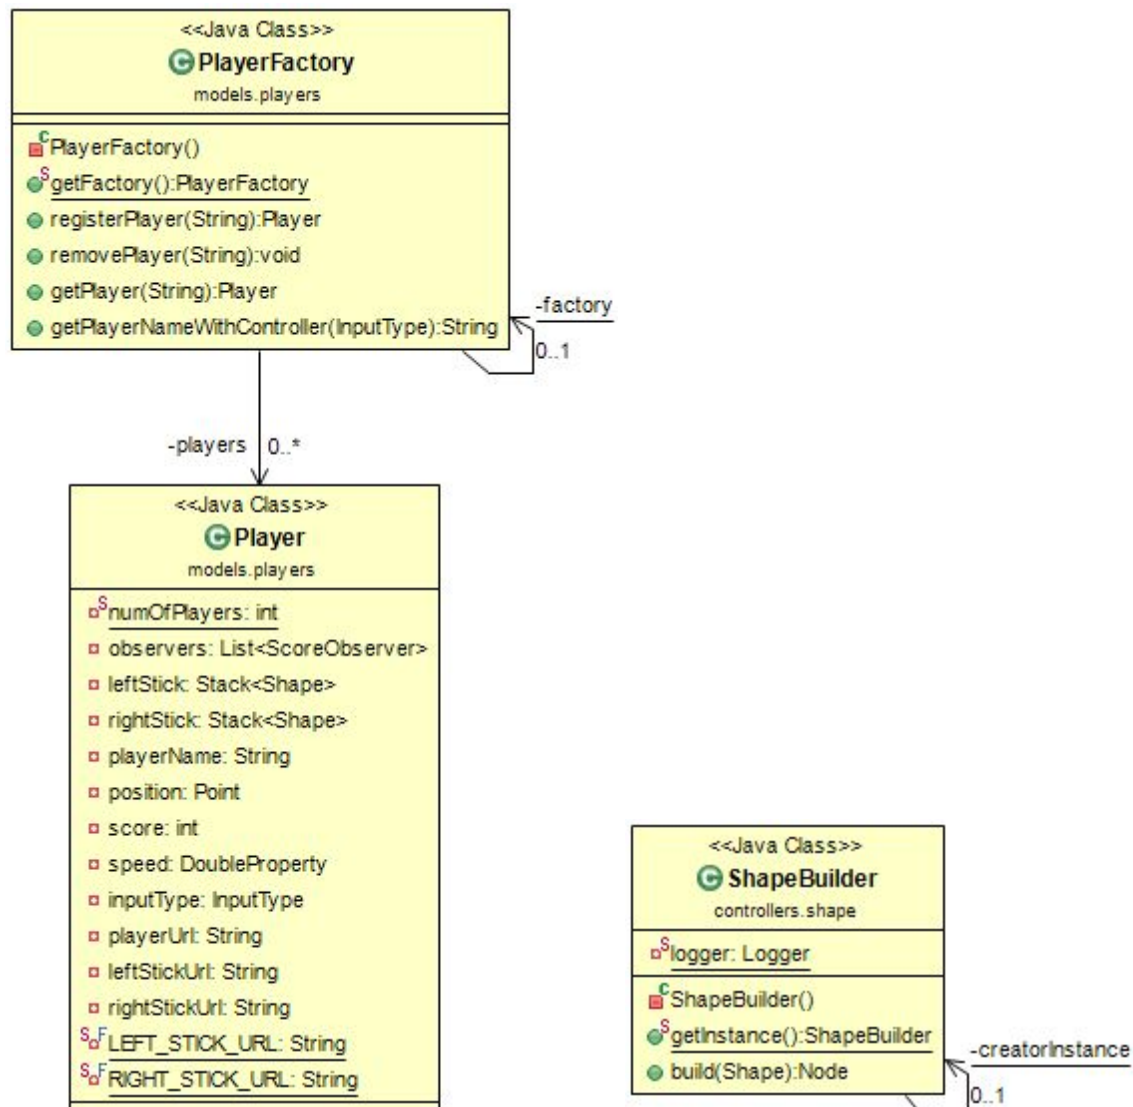 <<Java Class>>
PlayerFactory
models.players
PlayerFactory()
getFactory():PlayerFactory
registerPlayer(String):Player
removePlayer(String):void
getPlayer(String):Player
getPlayerNameWithController(InputType):String
-factory
0..1
-players 0..*
<<Java Class>>
Player
models.players
numOfPlayers: int
observers: List<ScoreObserver>
leftStick: Stack<Shape>
rightStick: Stack<Shape>
playerName: String
position: Point
score: int
speed: DoubleProperty
inputType: InputType
playerUrl: String
leftStickUrl: String
rightStickUrl: String
LEFT_STICK_URL: String
RIGHT_STICK_URL: String
<<Java Class>>
ShapeBuilder
controllers.shape
logger: Logger
ShapeBuilder()
getInstance():ShapeBuilder
build(Shape):Node
-creatorInstance
0..1